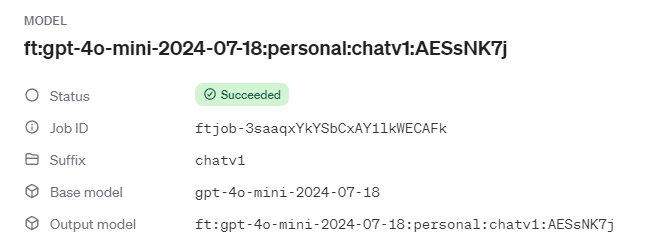 MODEL
ft:gpt-4o-mini-2024-07-18:personal:chatv1:AESsNK7j
Status Succeeded
Job ID ftjob-3saaqxYkYSbCxAY1lkWECAFk
Suffix chatv1
Base model gpt-4o-mini-2024-07-18
Output model ft:gpt-4o-mini-2024-07-18:personal:chatv1:AESsNK7j